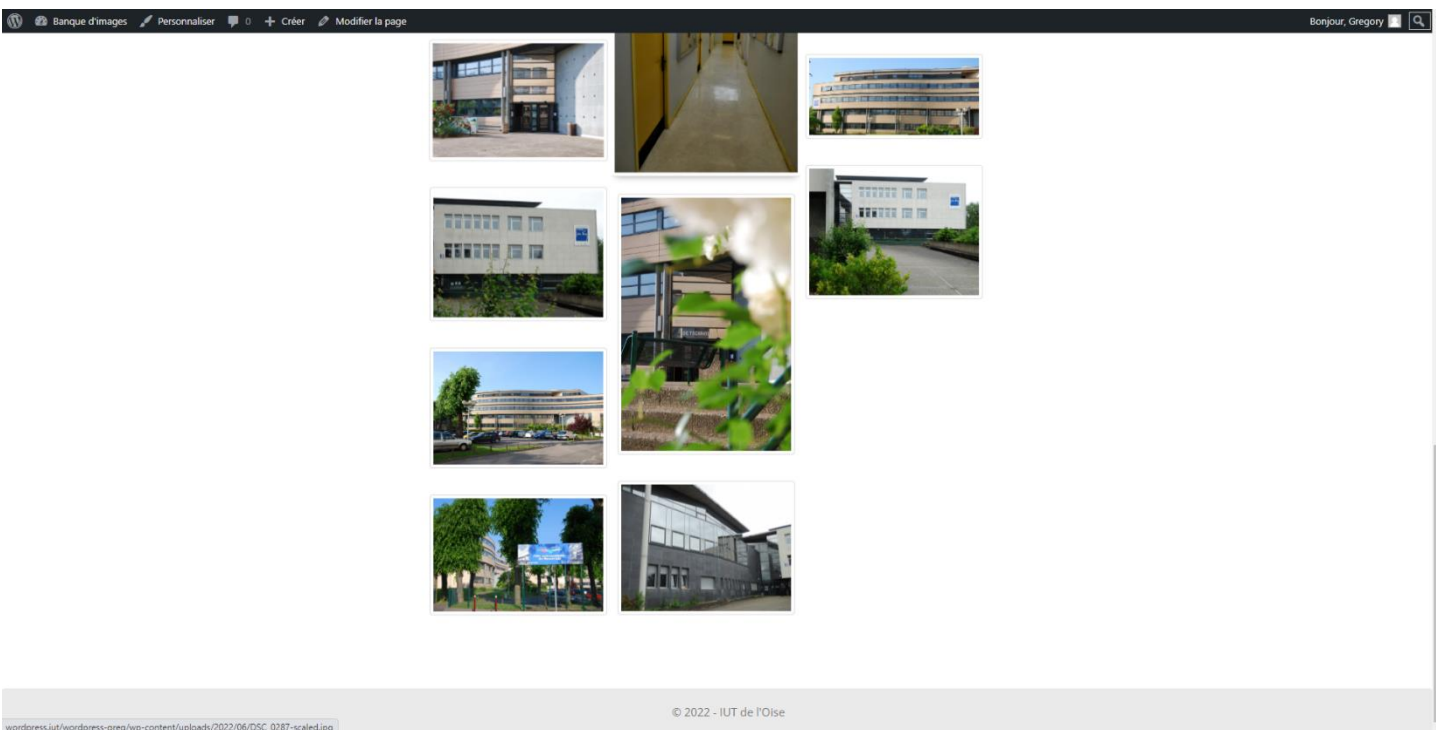 Banque d'images Personnaliser 0 Créer Modifier la page Bonjour, Gregory
© 2022 - IUT de l'Oise
wordpress.iut/wordpress-greg/wp-content/uploads/2022/06/DSC_0287-scaled.jpg